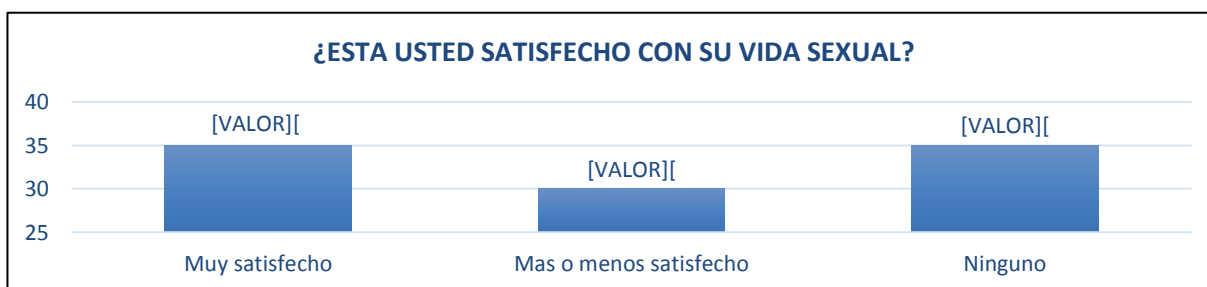 ¿ESTA USTED SATISFECHO CON SU VIDA SEXUAL?
40
35
30
25
[VALOR][
[VALOR][
[VALOR][
Muy satisfecho
Mas o menos satisfecho
Ninguno